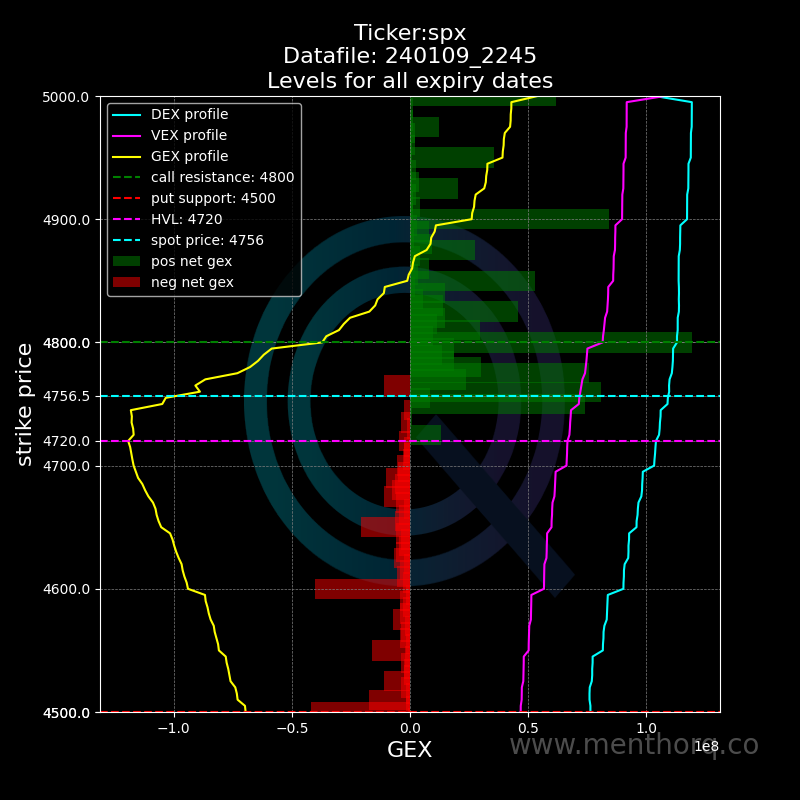 Ticker:spx
Datafile: 240109_2245
Levels for all expiry dates
DEX profile
VEX profile
GEX profile
call resistance: 4800
put support: 4500
HVL: 4720
spot price: 4756
pos net gex
neg net gex
5000.0
4900.0
4800.0
4756.5
4720.0
4700.0
4600.0
4500.0
strike price
−1.0
−0.5
0.0
0.5
1.0
1e8
GEX
www.menthorq.co